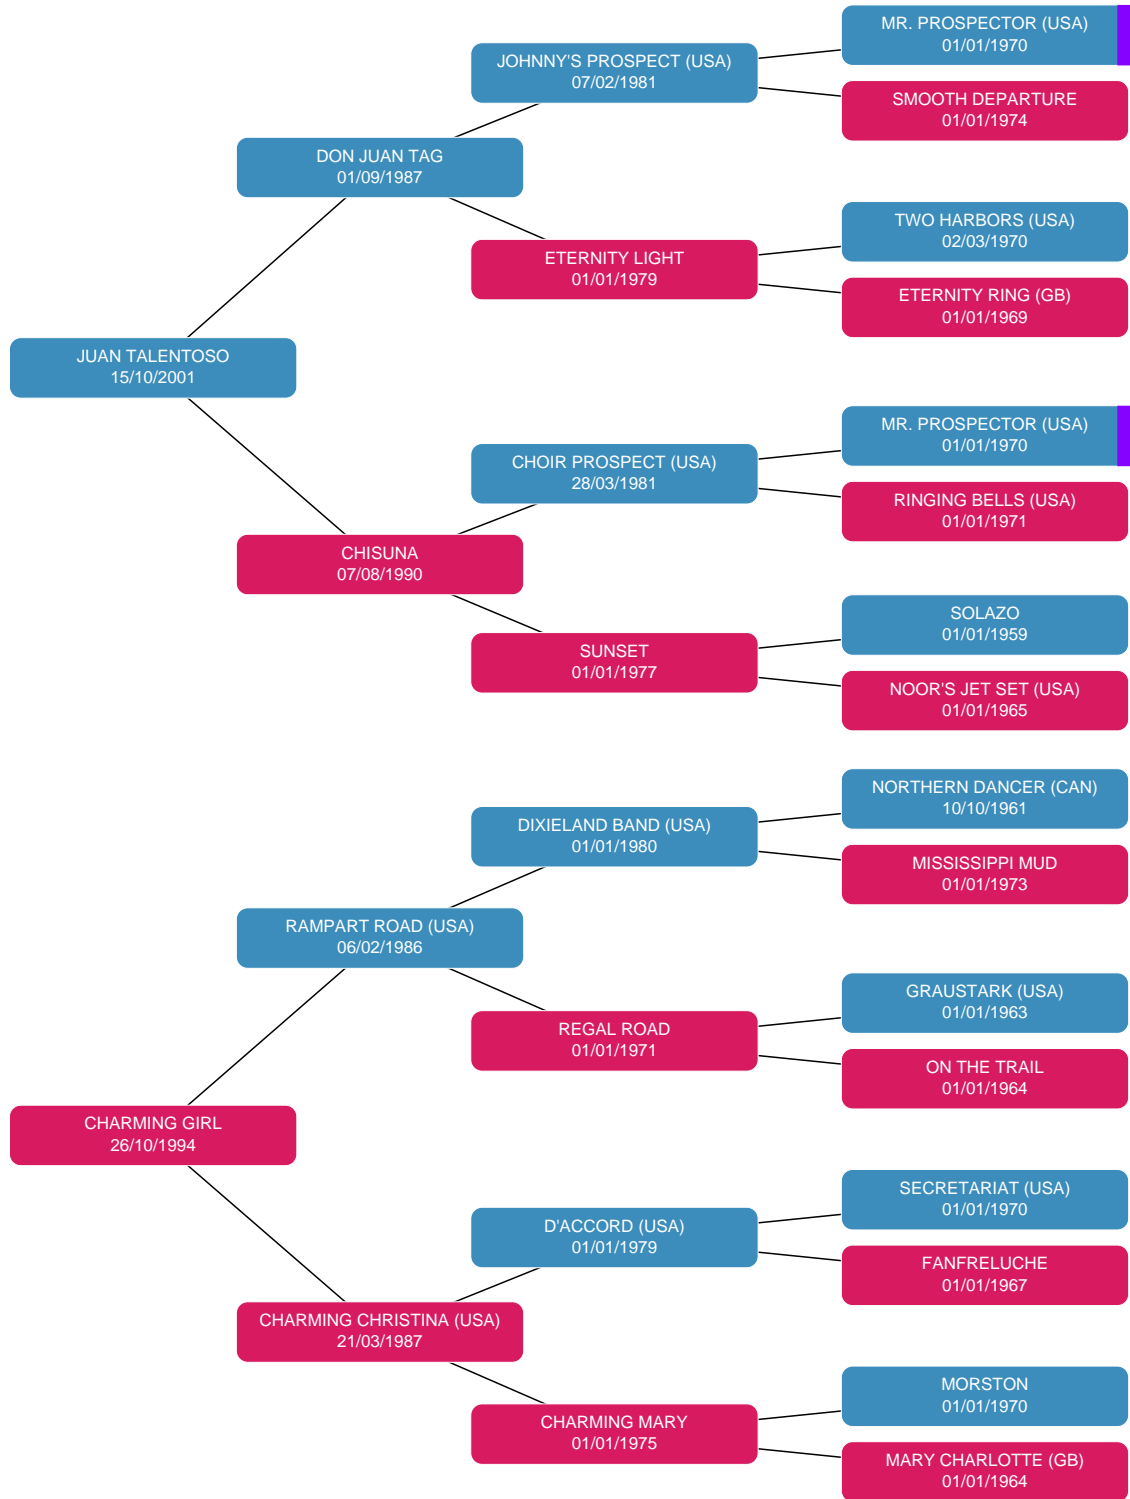 MR. PROSPECTOR (USA)
01/01/1970
JOHNNY'S PROSPECT (USA)
07/02/1981
SMOOTH DEPARTURE
01/01/1974
DON JUAN TAG
01/09/1987
TWO HARBORS (USA)
02/03/1970
ETERNITY LIGHT
01/01/1979
ETERNITY RING (GB)
01/01/1969
JUAN TALENTOSO
15/10/2001
MR. PROSPECTOR (USA)
01/01/1970
CHOIR PROSPECT (USA)
28/03/1981
RINGING BELLS (USA)
01/01/1971
CHISUNA
07/08/1990
SOLAZO
01/01/1959
SUNSET
01/01/1977
NOOR'S JET SET (USA)
01/01/1965
NORTHERN DANCER (CAN)
10/10/1961
DIXIELAND BAND (USA)
01/01/1980
MISSISSIPPI MUD
01/01/1973
RAMPART ROAD (USA)
06/02/1986
GRAUSTARK (USA)
01/01/1963
REGAL ROAD
01/01/1971
ON THE TRAIL
01/01/1964
CHARMING GIRL
26/10/1994
SECRETARIAT (USA)
01/01/1970
D'ACCORD (USA)
01/01/1979
FANFRELUCHE
01/01/1967
CHARMING CHRISTINA (USA)
21/03/1987
MORSTON
01/01/1970
CHARMING MARY
01/01/1975
MARY CHARLOTTE (GB)
01/01/1964